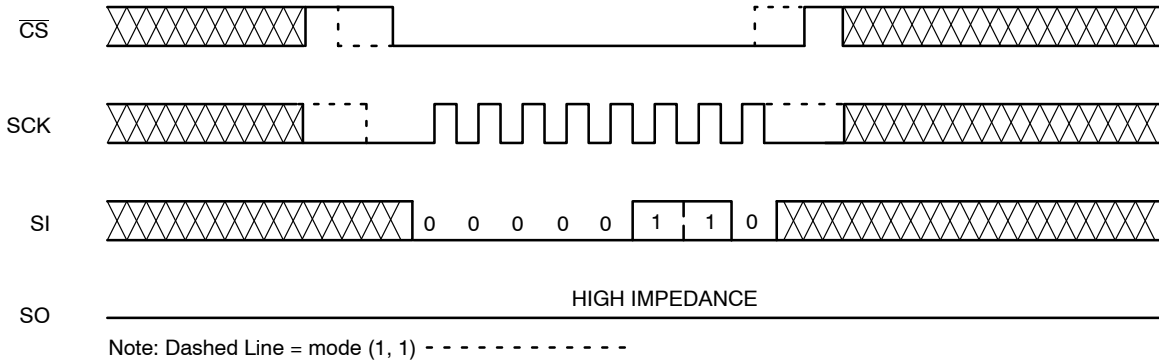 C̅S̅
SCK
SI 0 0 0 0 0 1 1 0
HIGH IMPEDANCE
SO
Note: Dashed Line = mode (1, 1) - - - - - - - - - - - -